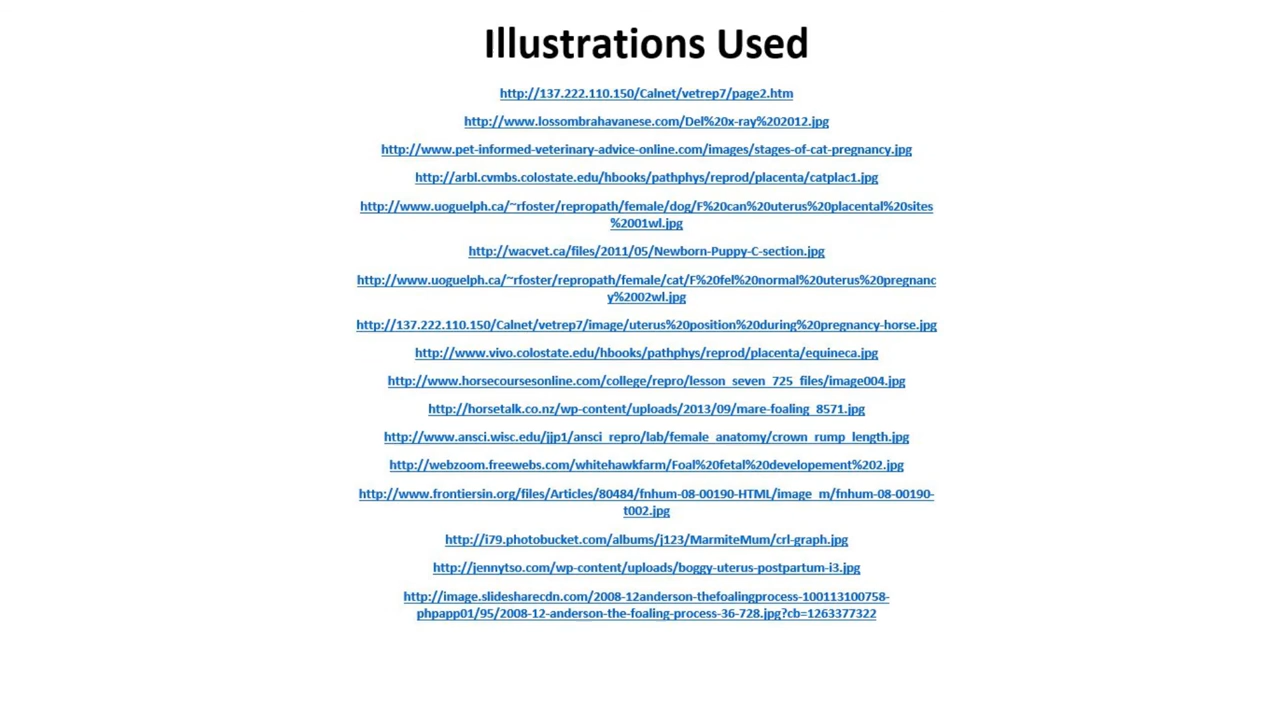 Illustrations Used
http://137.222.110.150/Calnet/vetrep7/page2.htm
http://www.lossombrahavanese.com/Del%20x-ray%202012.jpg
http://www.pet-informed-veterinary-advice-online.com/images/stages-of-cat-pregnancy.jpg
http://arbl.cvmbs.colostate.edu/hbooks/pathphys/reprod/placenta/catplac1.jpg
http://www.uoguelph.ca/~rfoster/repropath/female/dog/F%20can%20uterus%20placental%20sites
%2001wl.jpg
http://wacvet.ca/files/2011/05/Newborn-Puppy-C-section.jpg
http://www.uoguelph.ca/~rfoster/repropath/female/cat/F%20fel%20normal%20uterus%20pregnanc
y%2002wl.jpg
http://137.222.110.150/Calnet/vetrep7/image/uterus%20position%20during%20pregnancy-horse.jpg
http://www.vivo.colostate.edu/hbooks/pathphys/reprod/placenta/equineca.jpg
http://www.horsecoursesonline.com/college/repro/lesson_seven_725_files/image004.jpg
http://horsetalk.co.nz/wp-content/uploads/2013/09/mare-foaling_8571.jpg
http://www.ansci.wisc.edu/jjp1/ansci_repro/lab/female_anatomy/crown_rump_length.jpg
http://webzoom.freewebs.com/whitehawkfarm/Foal%20fetal%20developement%202.jpg
http://www.frontiersin.org/files/Articles/80484/fnhum-08-00190-HTML/image_m/fnhum-08-00190-
t002.jpg
http://i79.photobucket.com/albums/j123/MarmiteMum/crl-graph.jpg
http://jennytso.com/wp-content/uploads/boggy-uterus-postpartum-i3.jpg
http://image.slidesharecdn.com/2008-12anderson-thefoalingprocess-100113100758-
phpapp01/95/2008-12-anderson-the-foaling-process-36-728.jpg?cb=1263377322